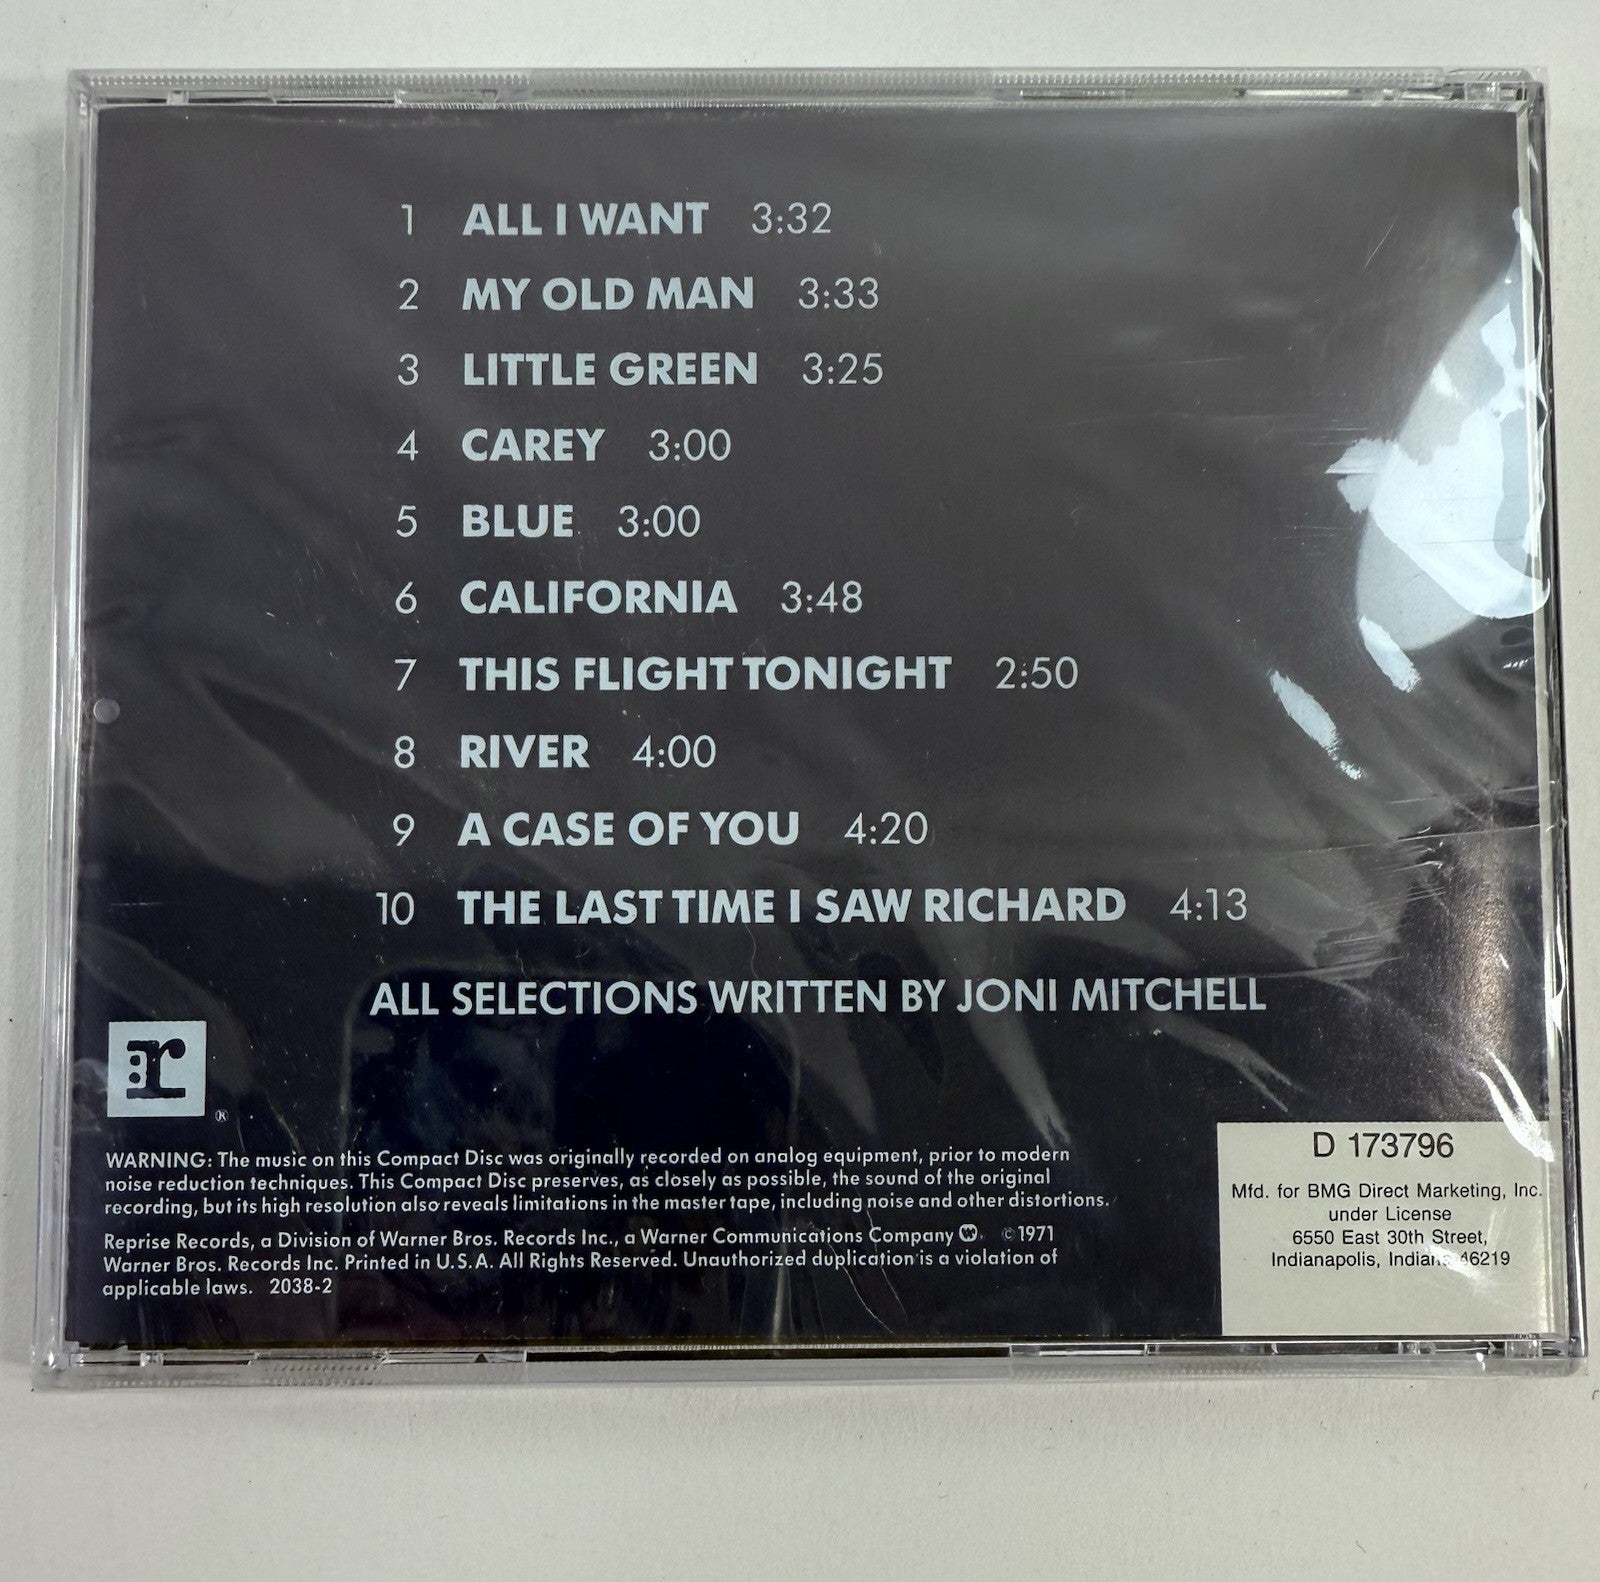 1 ALL I WANT 3:32
2 MY OLD MAN 3:33
3 LITTLE GREEN 3:25
4 CAREY 3:00
5 BLUE 3:00
6 CALIFORNIA 3:48
7 THIS FLIGHT TONIGHT 2:50
8 RIVER 4:00
9 A CASE OF YOU 4:20
10 THE LAST TIME I SAW RICHARD 4:13
ALL SELECTIONS WRITTEN BY JONI MITCHELL
:r
®
WARNING: The music on this Compact Disc was originally recorded on analog equipment, prior to modern
noise reduction techniques. This Compact Disc preserves, as closely as possible, the sound of the original
recording, but its high resolution also reveals limitations in the master tape, including noise and other distortions.
Reprise Records, a Division of Warner Bros. Records Inc., a Warner Communications Company. ©1971
Warner Bros. Records Inc. Printed in U.S.A. All Rights Reserved. Unauthorized duplication is a violation of
applicable laws. 2038-2
D 173796
Mfd. for BMG Direct Marketing, Inc.
under License
6550 East 30th Street,
Indianapolis, 46219